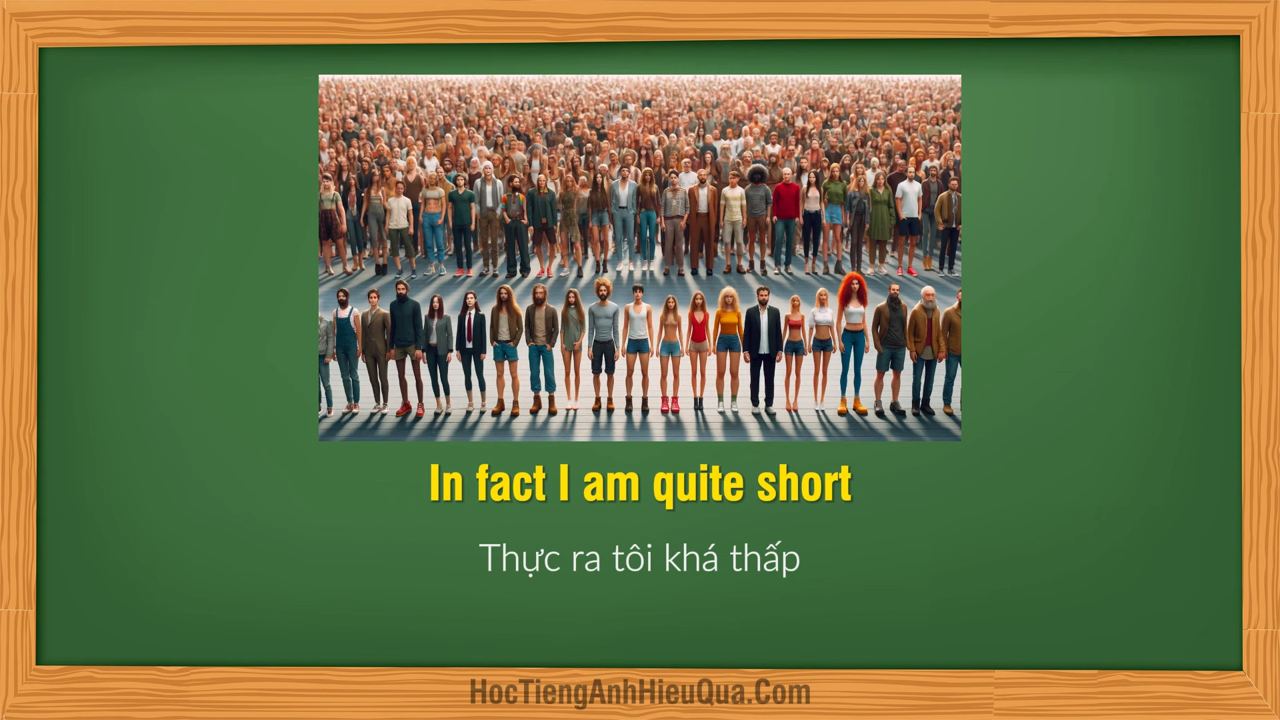 In fact I am quite short
Thực ra tôi khá thấp
HocTiengAnhHieuQua.Com